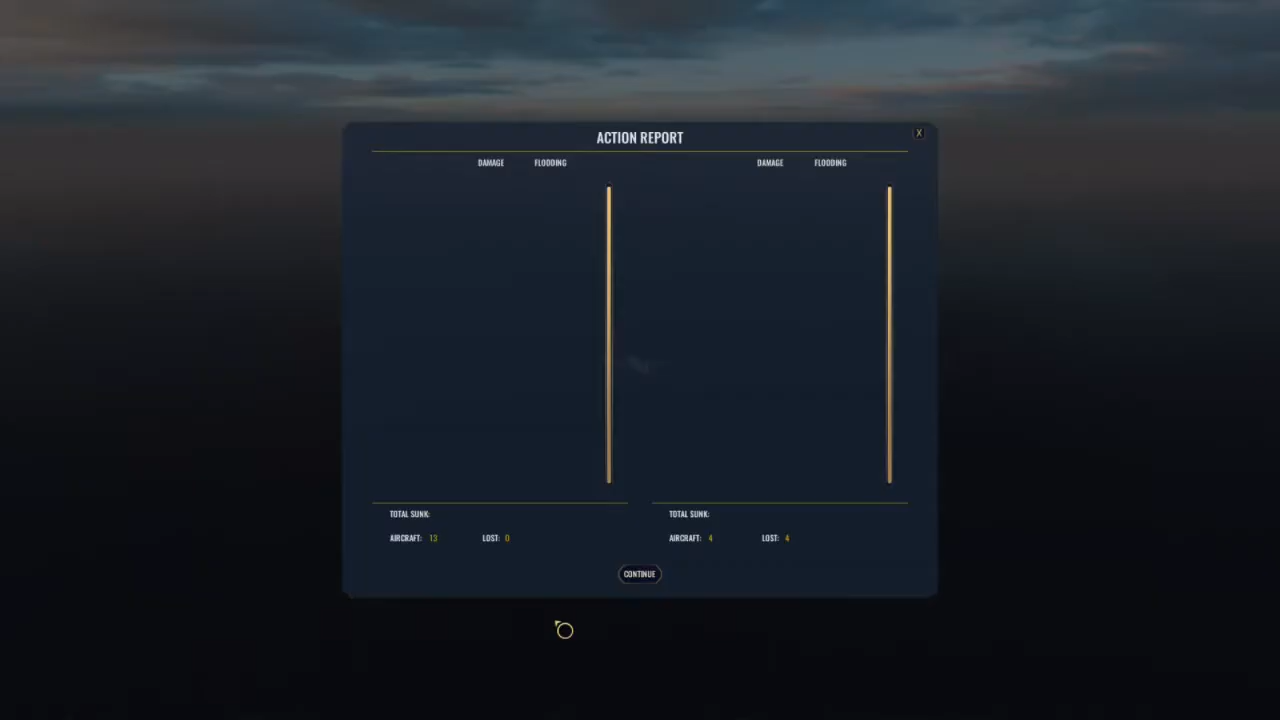 ACTION REPORT
X
DAMAGE FLOODING DAMAGE FLOODING
TOTAL SUNK: TOTAL SUNK:
AIRCRAFT: 13 LOST: 0 AIRCRAFT: 4 LOST: 4
CONTINUE